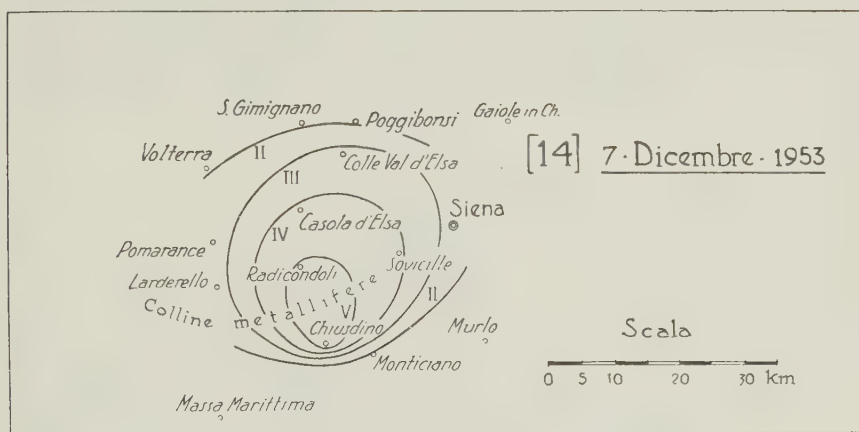 S. Gimignano
Poggibonsi
Gaiole in Ch.
Volterra
II
[14] 7·Dicembre·1953
Colle Val d'Elsa
III
Siena
Casola d'Elsa
IV
Pomarance
Sovicille
Radicondoli
Larderello
II
Colline metallifere
V
Chiusdino
Murlo
Scala
Monticiano
0 5 10 20 30 Km
Massa Marittima